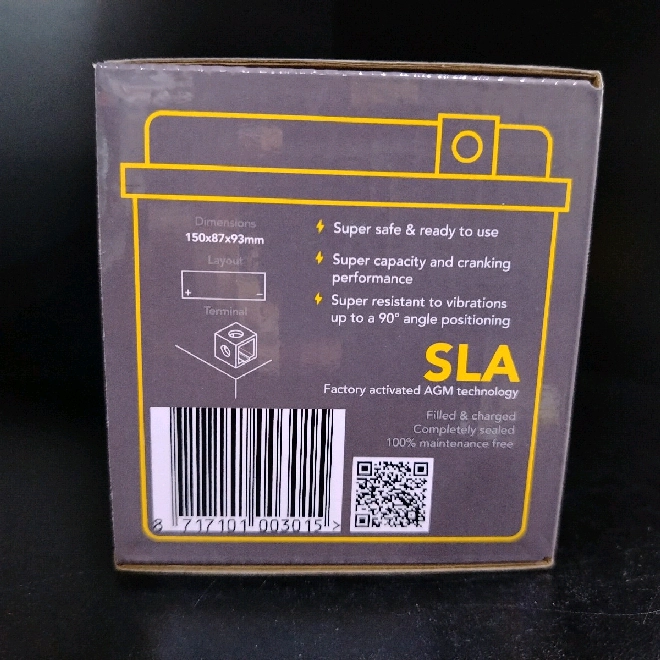 Dimensions
150x87x93mm
Layout
+ −
Terminal
Super safe & ready to use
Super capacity and cranking
performance
Super resistant to vibrations
up to a 90° angle positioning
SLA
Factory activated AGM technology
Filled & charged
Completely sealed
100% maintenance free
8 717101 003015 >